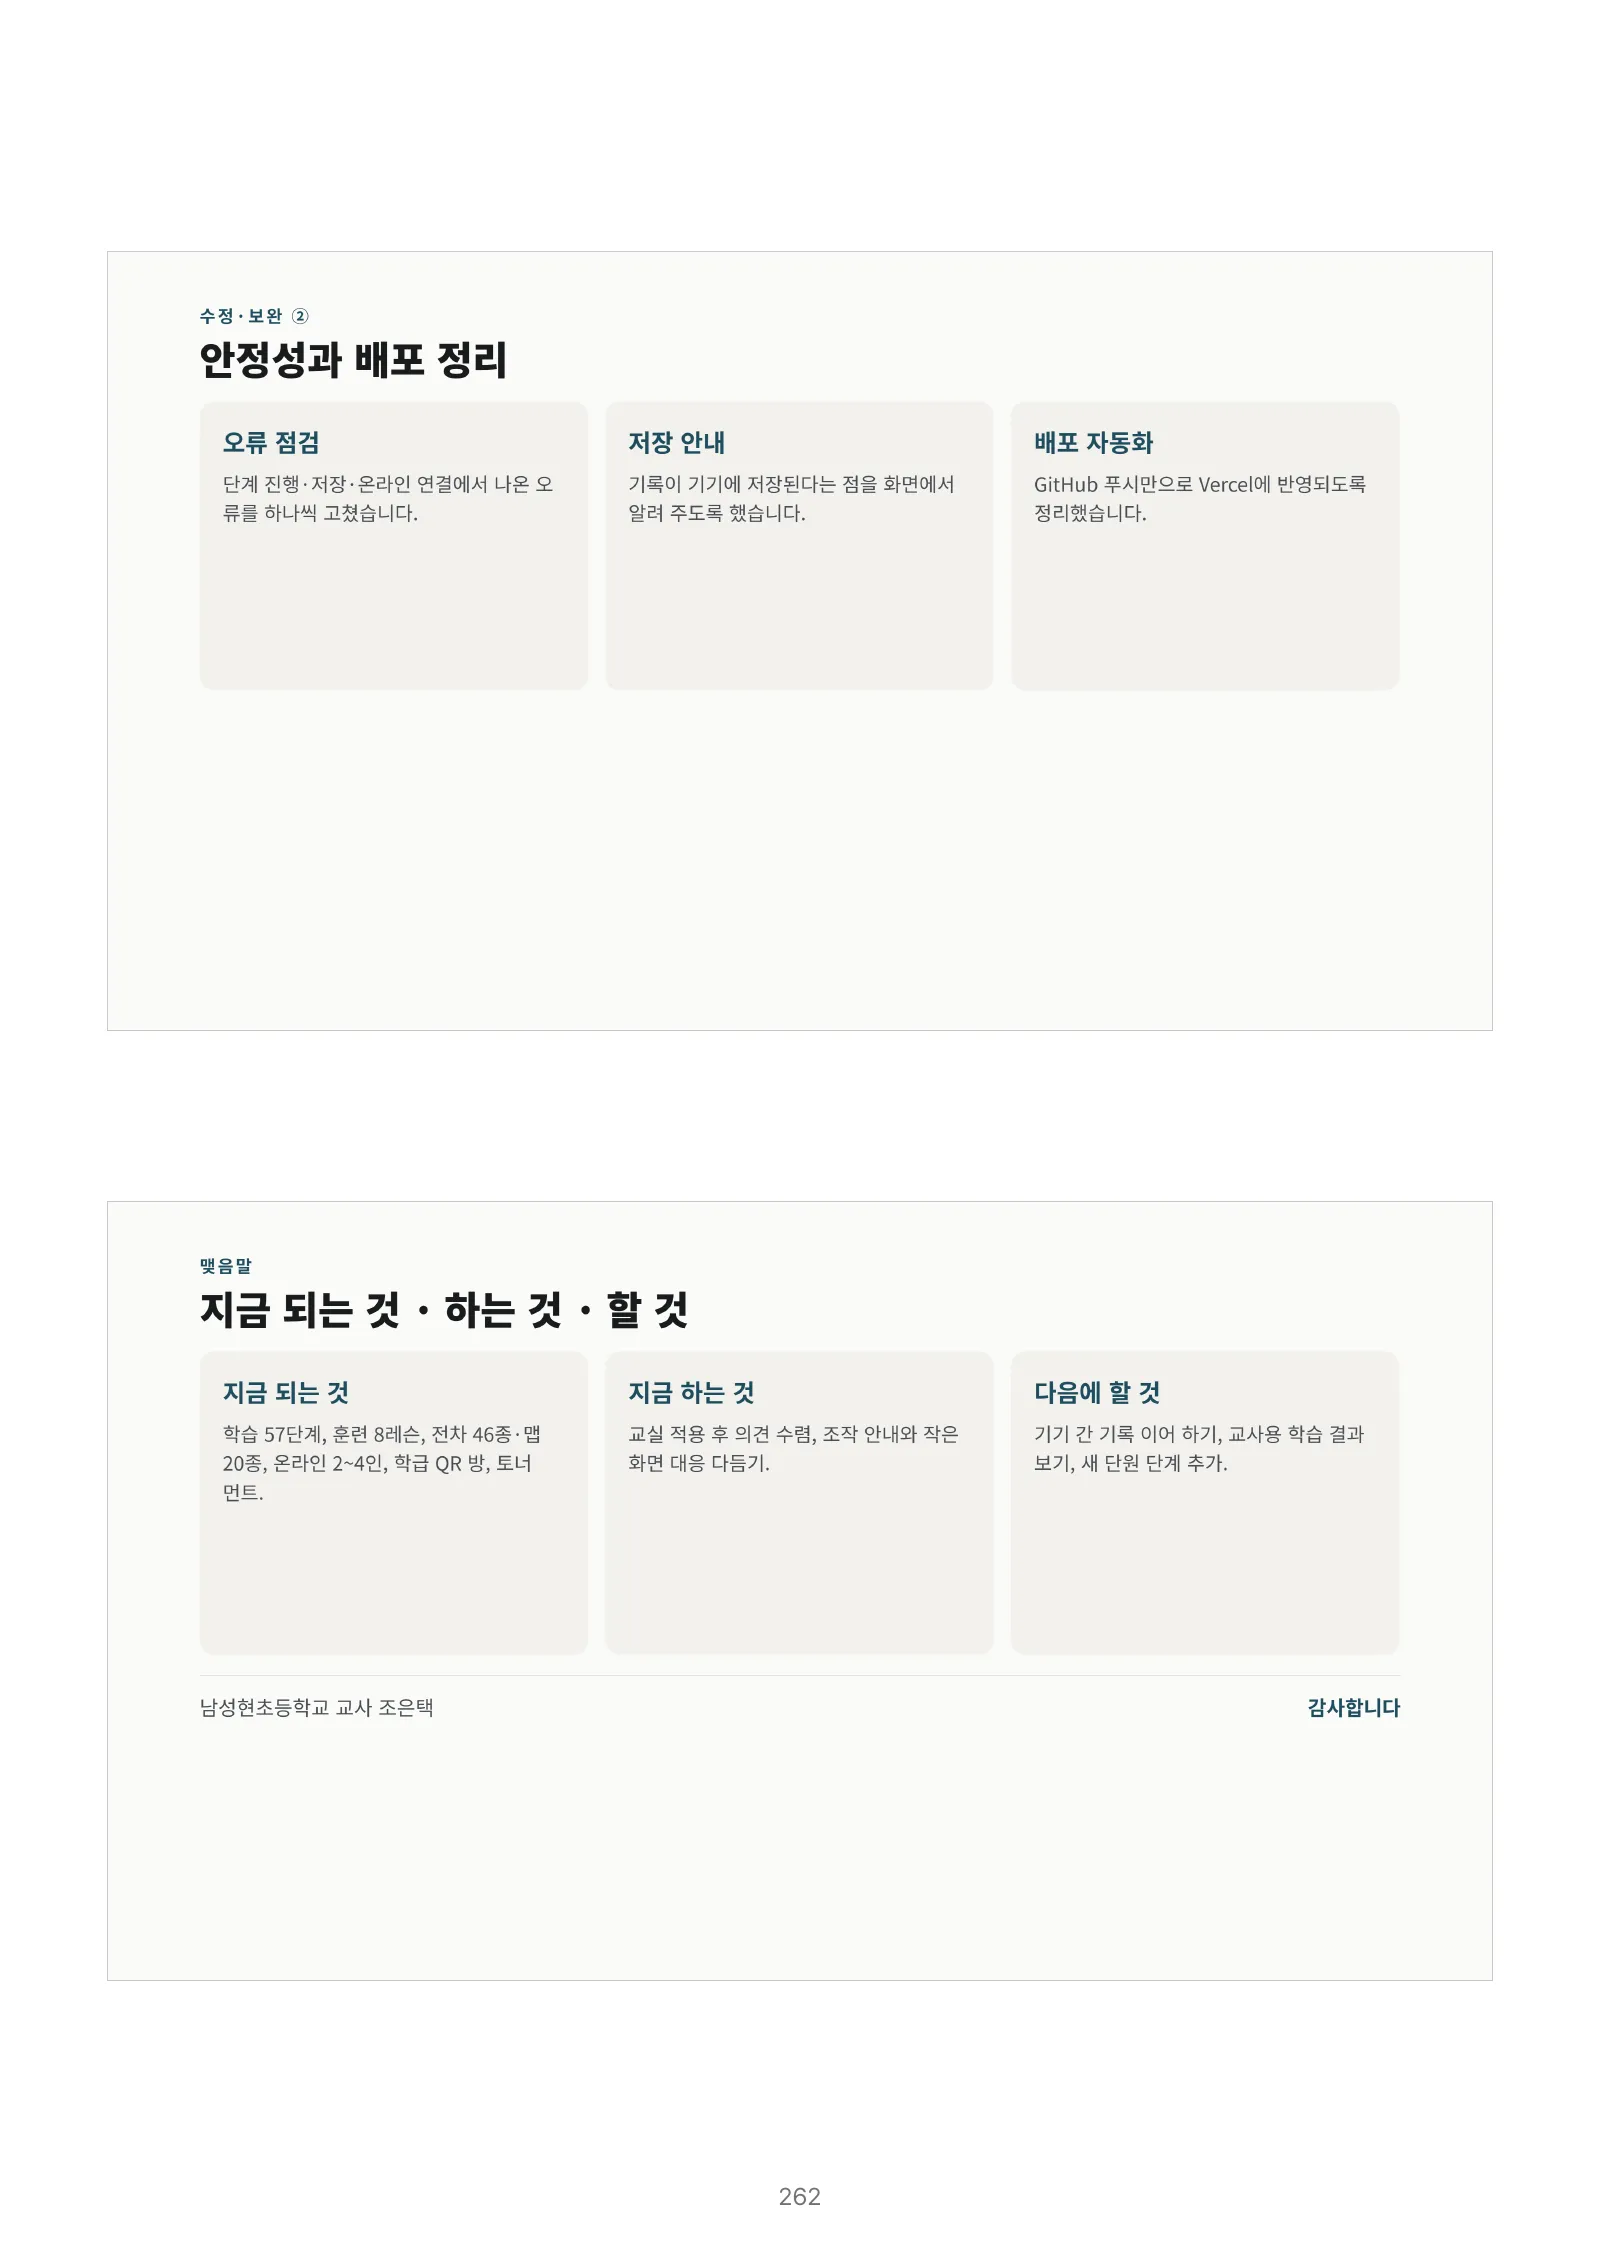 수정·보완 ②
안정성과 배포 정리
오류 점검
단계 진행·저장·온라인 연결에서 나온 오
류를 하나씩 고쳤습니다.
저장 안내
기록이 기기에 저장된다는 점을 화면에서
알려 주도록 했습니다.
배포 자동화
GitHub 푸시만으로 Vercel에 반영되도록
정리했습니다.
맺음말
지금 되는 것 · 하는 것 · 할 것
지금 되는 것
학습 57단계, 훈련 8레슨, 전차 46종·맵
20종, 온라인 2~4인, 학급 QR 방, 토너
먼트.
지금 하는 것
교실 적용 후 의견 수렴, 조작 안내와 작은
화면 대응 다듬기.
다음에 할 것
기기 간 기록 이어 하기, 교사용 학습 결과
보기, 새 단원 단계 추가.
남성현초등학교 교사 조은택
감사합니다
262